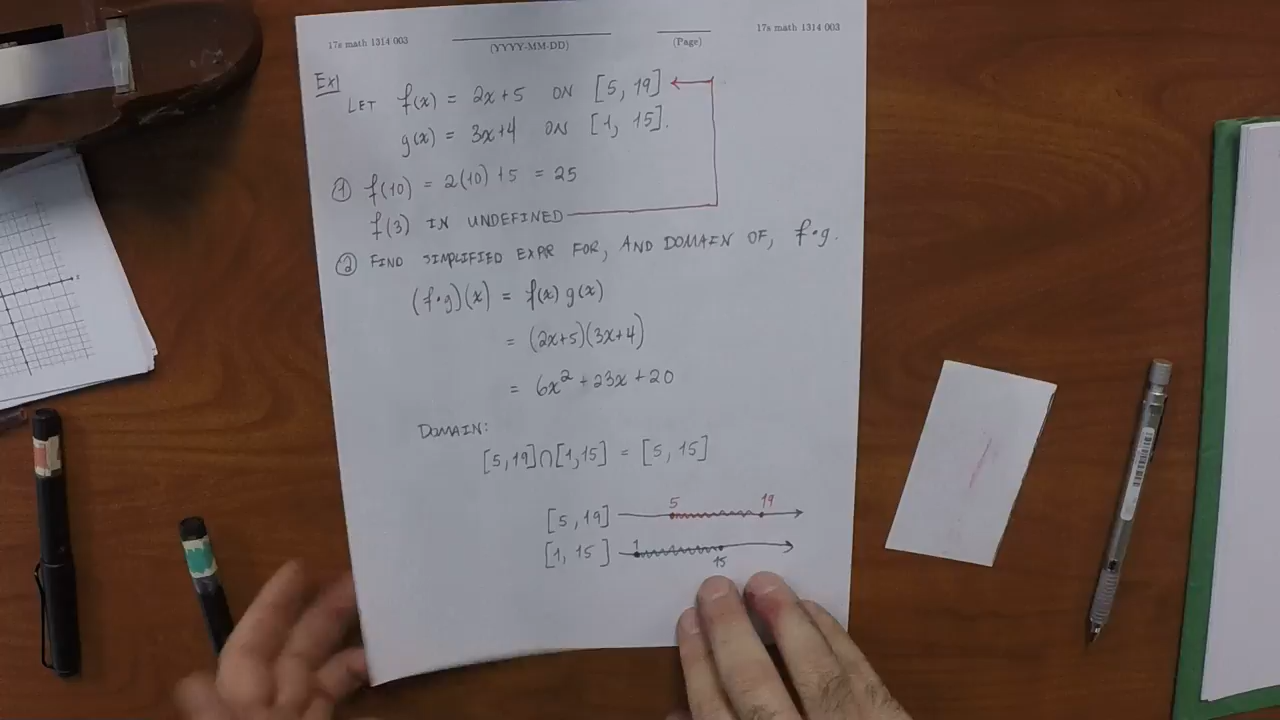 17s math 1314 003
(YYYY-MM-DD)
(Page)
17s math 1314 003
Ex1
LET f(x) = 2x+5 ON [5, 19]
g(x) = 3x+4 ON [1, 15].
① f(10) = 2(10)+5 = 25
f(3) IN UNDEFINED
② FIND SIMPLIFIED EXPR FOR, AND DOMAIN OF, f·g.
(f·g)(x) = f(x) g(x)
= (2x+5)(3x+4)
= 6x² + 23x + 20
DOMAIN:
[5,19]∩[1,15] = [5, 15]
[5, 19] 5 19
[1, 15] 1 15